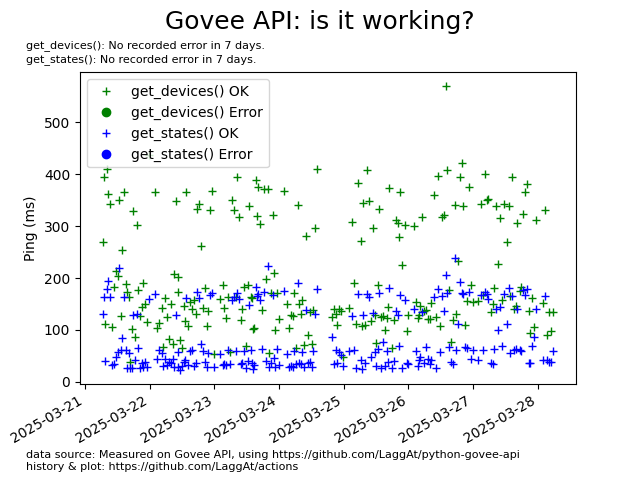 Govee API: is it working?
get_devices(): No recorded error in 7 days.
get_states(): No recorded error in 7 days.
get_devices() OK
get_devices() Error
get_states() OK
get_states() Error
Ping (ms)
500
400
300
200
100
0
2025-03-21
2025-03-22
2025-03-23
2025-03-24
2025-03-25
2025-03-26
2025-03-27
2025-03-28
data source: Measured on Govee API, using https://github.com/LaggAt/python-govee-api
history & plot: https://github.com/LaggAt/actions